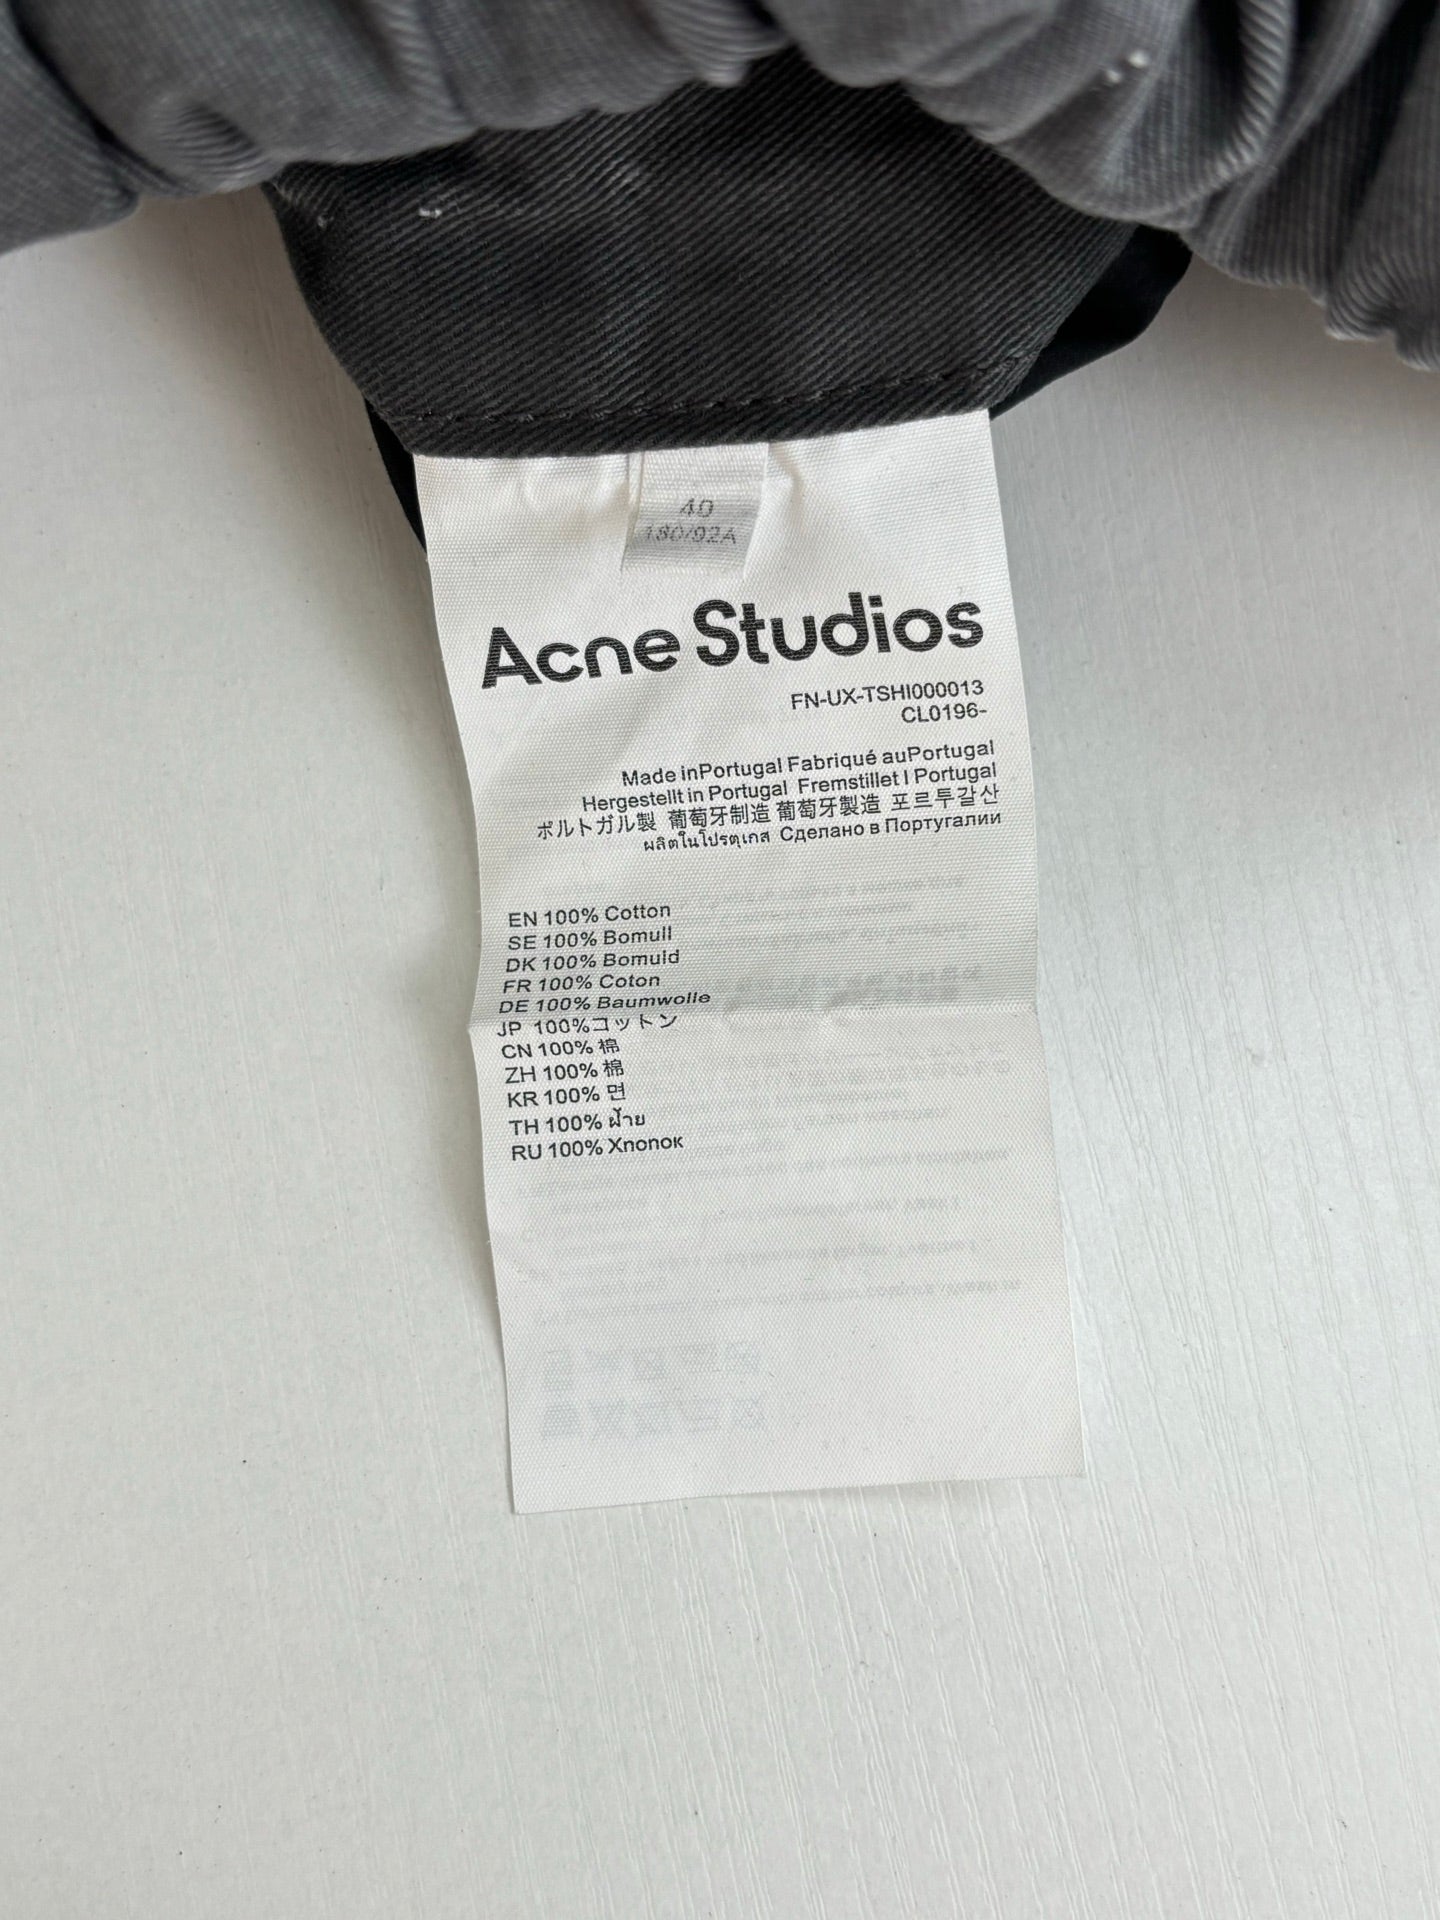 40
180/92A
Acne Studios
FN-UX-TSHI000013
CL0196-
Made inPortugal Fabriqué auPortugal
Hergestellt in Portugal Fremstillet I Portugal
ポルトガル製 葡萄牙制造 葡萄牙製造 포르투갈산
ผลิตในโปรตุเกส Сделано в Португалии
EN 100% Cotton
SE 100% Bomull
DK 100% Bomuld
FR 100% Coton
DE 100% Baumwolle
JP 100%コットン
CN 100% 棉
ZH 100% 棉
KR 100% 면
TH 100% ฝ้าย
RU 100% Хлопок